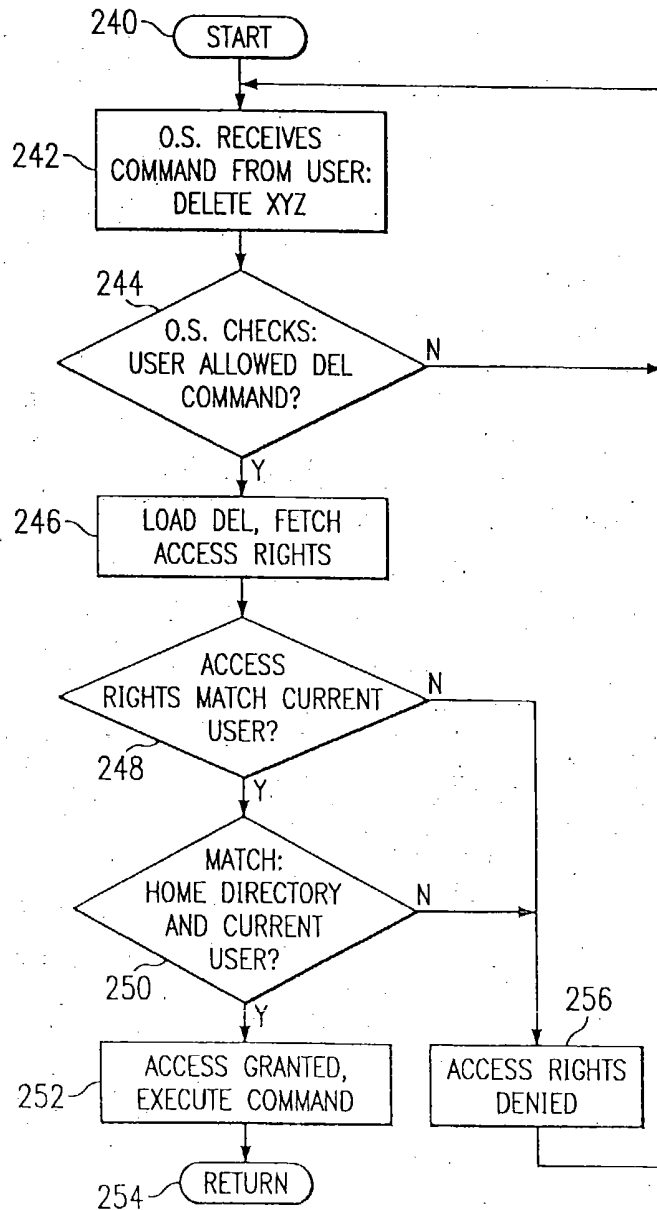 240
START
242
O.S. RECEIVES
COMMAND FROM USER:
DELETE XYZ
244
O.S. CHECKS:
USER ALLOWED DEL
COMMAND?
N
Y
246
LOAD DEL, FETCH
ACCESS RIGHTS
ACCESS
RIGHTS MATCH CURRENT
USER?
N
248
Y
MATCH:
HOME DIRECTORY
AND CURRENT
USER?
N
250
Y
256
252
ACCESS GRANTED,
EXECUTE COMMAND
ACCESS RIGHTS
DENIED
254
RETURN